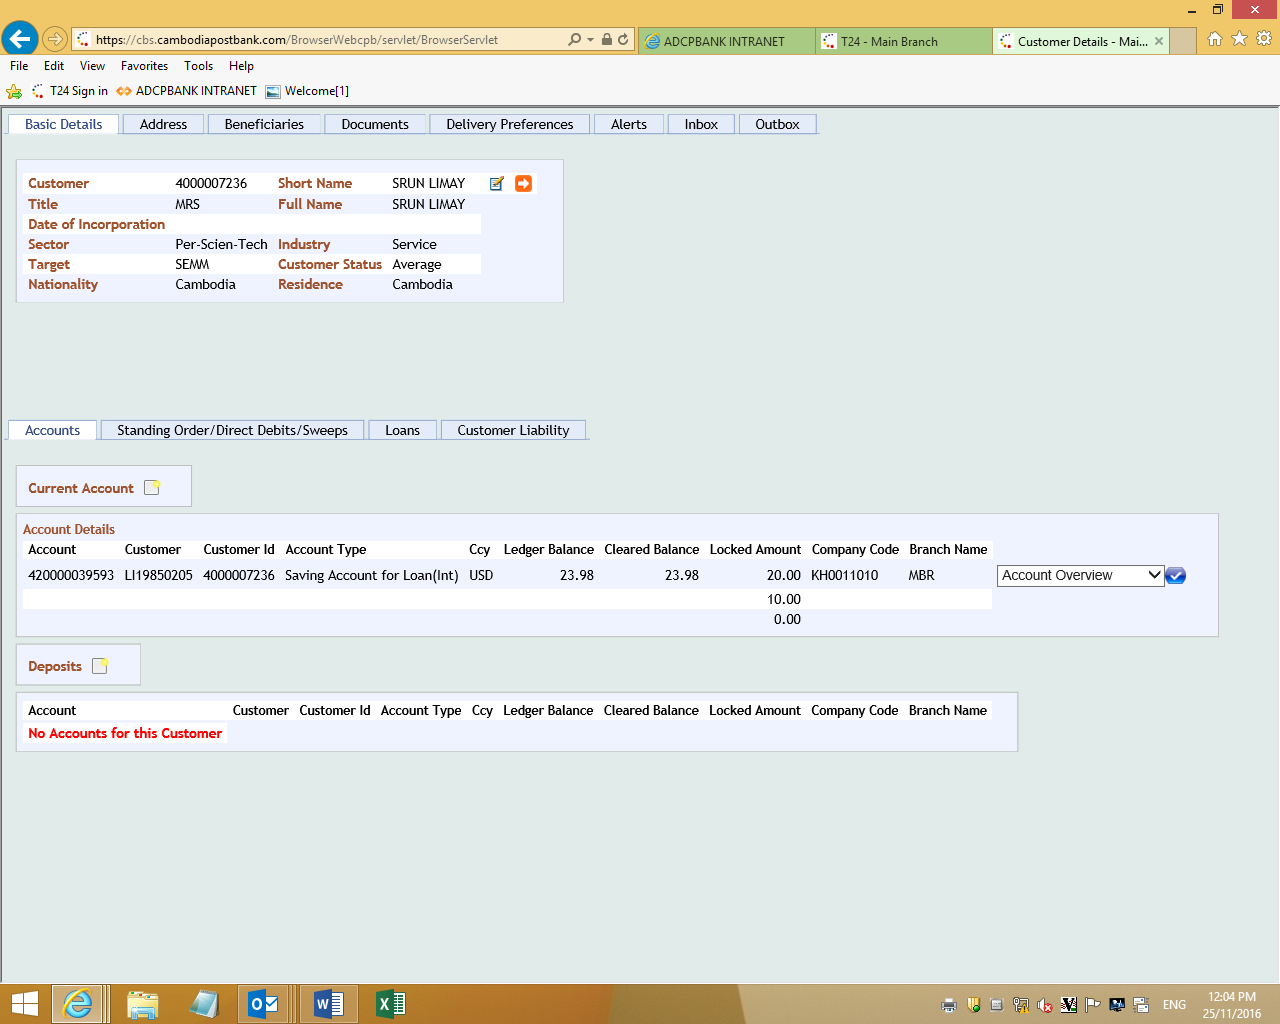 https://cbs.cambodiapostbank.com/BrowserWebcpb/servlet/BrowserServlet
ADCPBANK INTRANET
T24 - Main Branch
Customer Details - Mai...
File Edit View Favorites Tools Help
T24 Sign in ADCPBANK INTRANET Welcome[1]
Basic Details Address Beneficiaries Documents Delivery Preferences Alerts Inbox Outbox
Customer 4000007236 Short Name SRUN LIMAY
Title MRS Full Name SRUN LIMAY
Date of Incorporation
Sector Per-Scien-Tech Industry Service
Target SEMM Customer Status Average
Nationality Cambodia Residence Cambodia
Accounts Standing Order/Direct Debits/Sweeps Loans Customer Liability
Current Account
Account Details
Account Customer Customer Id Account Type Ccy Ledger Balance Cleared Balance Locked Amount Company Code Branch Name
420000039593 LI19850205 4000007236 Saving Account for Loan(Int) USD 23.98 23.98 20.00 KH0011010 MBR Account Overview
10.00
0.00
Deposits
Account Customer Customer Id Account Type Ccy Ledger Balance Cleared Balance Locked Amount Company Code Branch Name
No Accounts for this Customer
ENG
12:04 PM
25/11/2016